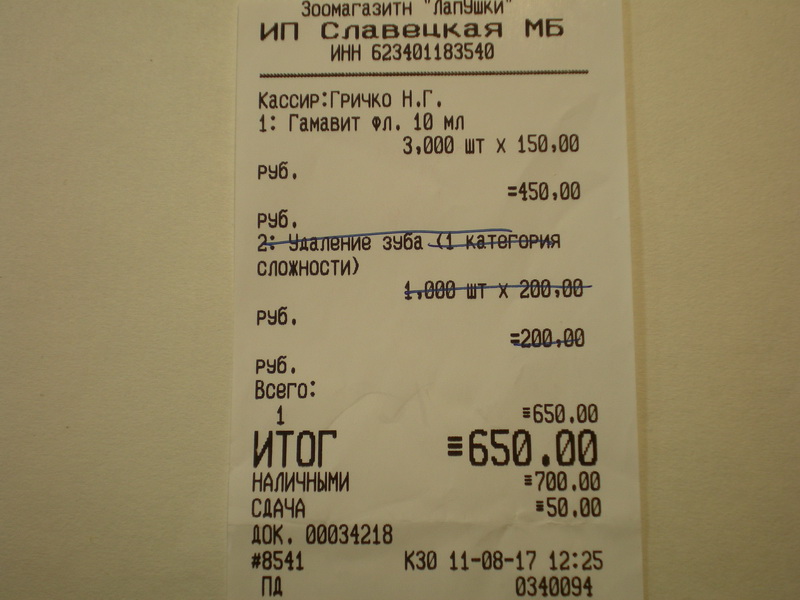 Зоомагазитн "ЛапУшки"
ИП Славецкая МБ
ИНН 623401183540
Кассир:Гричко Н.Г.
1: Гамавит фл. 10 мл
3,000 шт х 150,00
руб.
=450,00
руб.
2: Удаление зуба (1 категория
сложности)
1,000 шт х 200,00
руб.
=200,00
руб.
Всего:
1 ≡650.00
ИТОГ ≡650.00
НАЛИЧНЫМИ ≡700.00
СДАЧА ≡50.00
ДОК. 00034218
#8541 К30 11-08-17 12:25
ПД 0340094